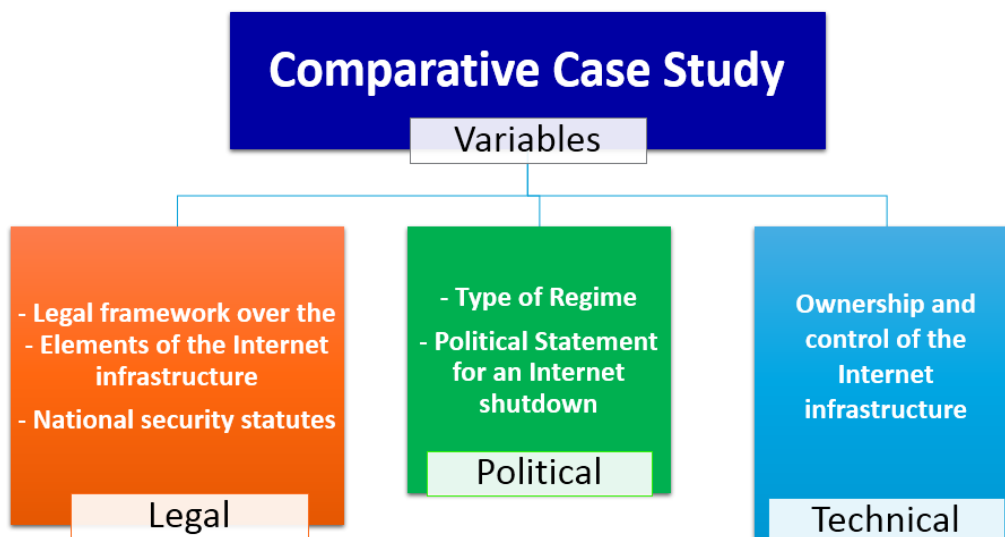 Comparative Case Study
Variables
- Legal framework over the
- Elements of the Internet
infrastructure
- National security statutes
Legal
- Type of Regime
- Political Statement
for an Internet
shutdown
Political
Ownership and
control of the
Internet
infrastructure
Technical